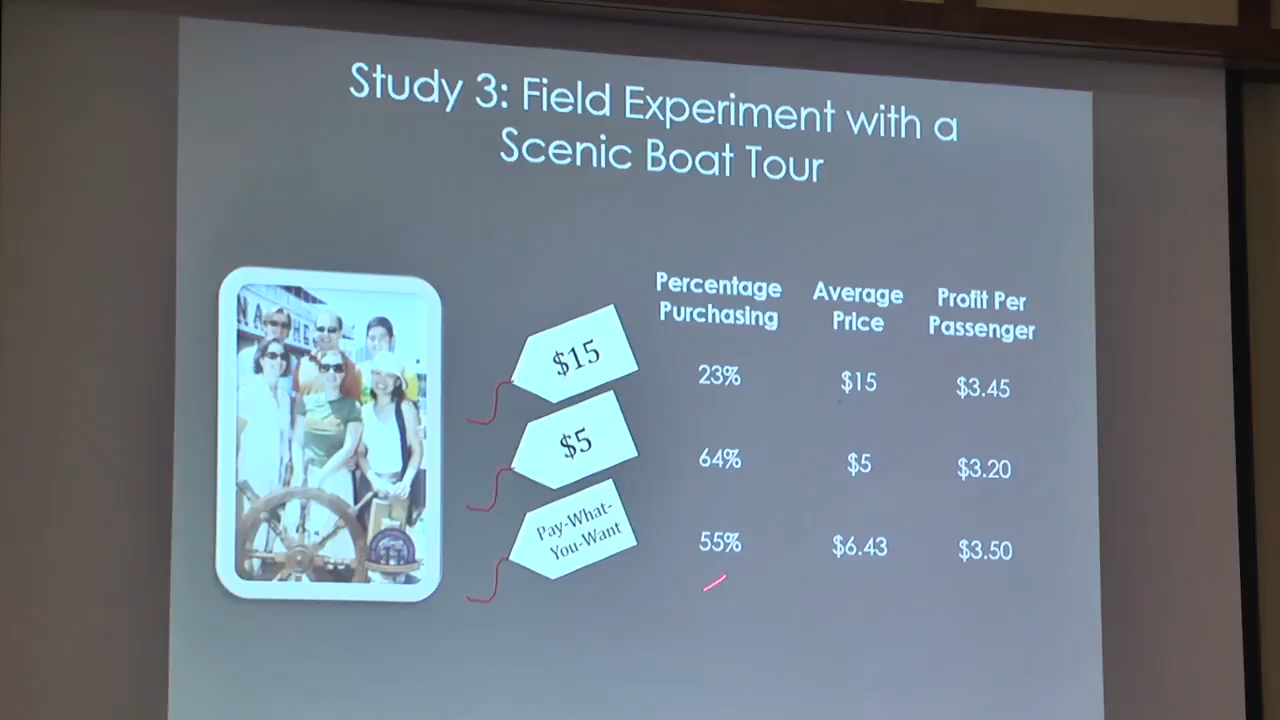 Study 3: Field Experiment with a
Scenic Boat Tour
Percentage
Purchasing
Average
Price
Profit Per
Passenger
$15
23%
$15
$3.45
$5
64%
$5
$3.20
Pay-What-
You-Want
55%
$6.43
$3.50